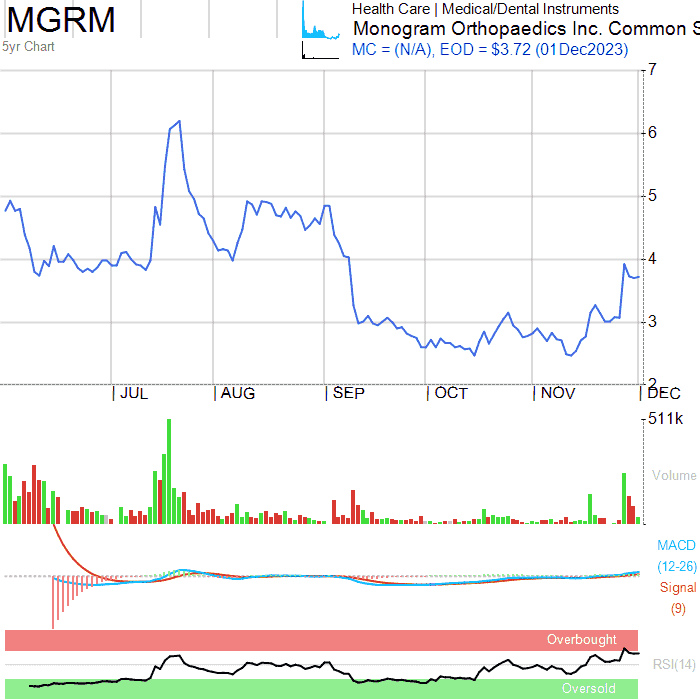 MGRM
5yr Chart
Health Care | Medical/Dental Instruments
Monogram Orthopaedics Inc. Common S
MC = (N/A), EOD = $3.72 (01Dec2023)
7
6
5
4
3
2
JUL AUG SEP OCT NOV DEC
511k
Volume
MACD
(12-26)
Signal
(9)
Overbought
RSI(14)
Oversold